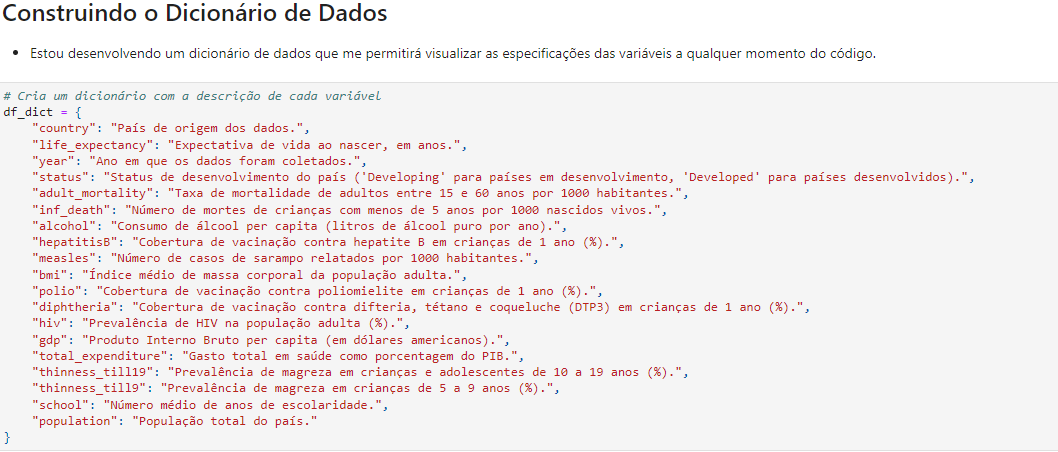 Construindo o Dicionário de Dados
• Estou desenvolvendo um dicionário de dados que me permitirá visualizar as especificações das variáveis a qualquer momento do código.
# Cria um dicionário com a descrição de cada variável
df_dict = {
    "country": "País de origem dos dados.",
    "life_expectancy": "Expectativa de vida ao nascer, em anos.",
    "year": "Ano em que os dados foram coletados.",
    "status": "Status de desenvolvimento do país ('Developing' para países em desenvolvimento, 'Developed' para países desenvolvidos).",
    "adult_mortality": "Taxa de mortalidade de adultos entre 15 e 60 anos por 1000 habitantes.",
    "inf_death": "Número de mortes de crianças com menos de 5 anos por 1000 nascidos vivos.",
    "alcohol": "Consumo de álcool per capita (litros de álcool puro por ano).",
    "hepatitisB": "Cobertura de vacinação contra hepatite B em crianças de 1 ano (%).",
    "measles": "Número de casos de sarampo relatados por 1000 habitantes.",
    "bmi": "Índice médio de massa corporal da população adulta.",
    "polio": "Cobertura de vacinação contra poliomielite em crianças de 1 ano (%).",
    "diphtheria": "Cobertura de vacinação contra difteria, tétano e coqueluche (DTP3) em crianças de 1 ano (%).",
    "hiv": "Prevalência de HIV na população adulta (%).",
    "gdp": "Produto Interno Bruto per capita (em dólares americanos).",
    "total_expenditure": "Gasto total em saúde como porcentagem do PIB.",
    "thinness_till19": "Prevalência de magreza em crianças e adolescentes de 10 a 19 anos (%).",
    "thinness_till9": "Prevalência de magreza em crianças de 5 a 9 anos (%).",
    "school": "Número médio de anos de escolaridade.",
    "population": "População total do país."
}